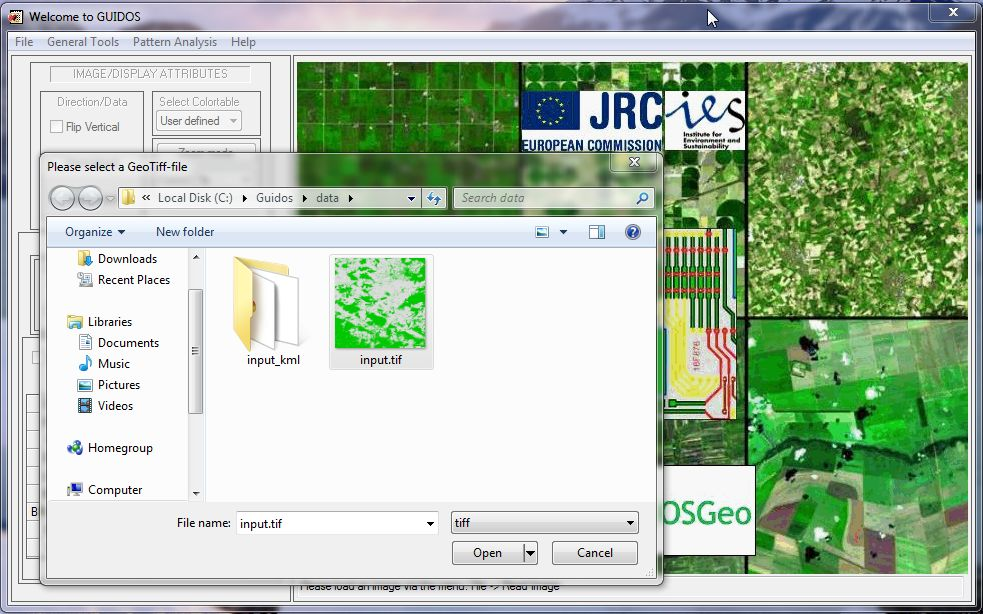 Welcome to GUIDOS
File General Tools Pattern Analysis Help
IMAGE/DISPLAY ATTRIBUTES
Direction/Data
Flip Vertical
Select Colortable
User defined
Zoom mode
JRC
EUROPEAN COMMISSION
ies
Institute for
Environment and
Sustainability
Please select a GeoTiff-file
« Local Disk (C:) Guidos data
Search data
Organize New folder
Downloads
Recent Places
Libraries
Documents
Music
Pictures
Videos
Homegroup
Computer
input_kml
input.tif
16F876
OSGeo
B
File name: input.tif
tiff
Open
Cancel
Please load an image via the menu: File -> Read Image